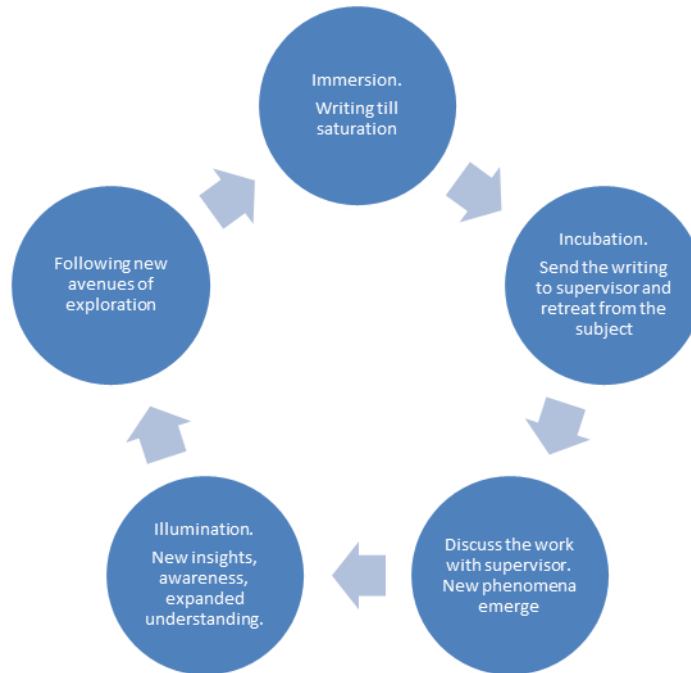 Immersion.
Writing till
saturation
Incubation.
Send the writing
to supervisor and
retreat from the
subject
Discuss the work
with supervisor.
New phenomena
emerge
Illumination.
New insights,
awareness,
expanded
understanding.
Following new
avenues of
exploration